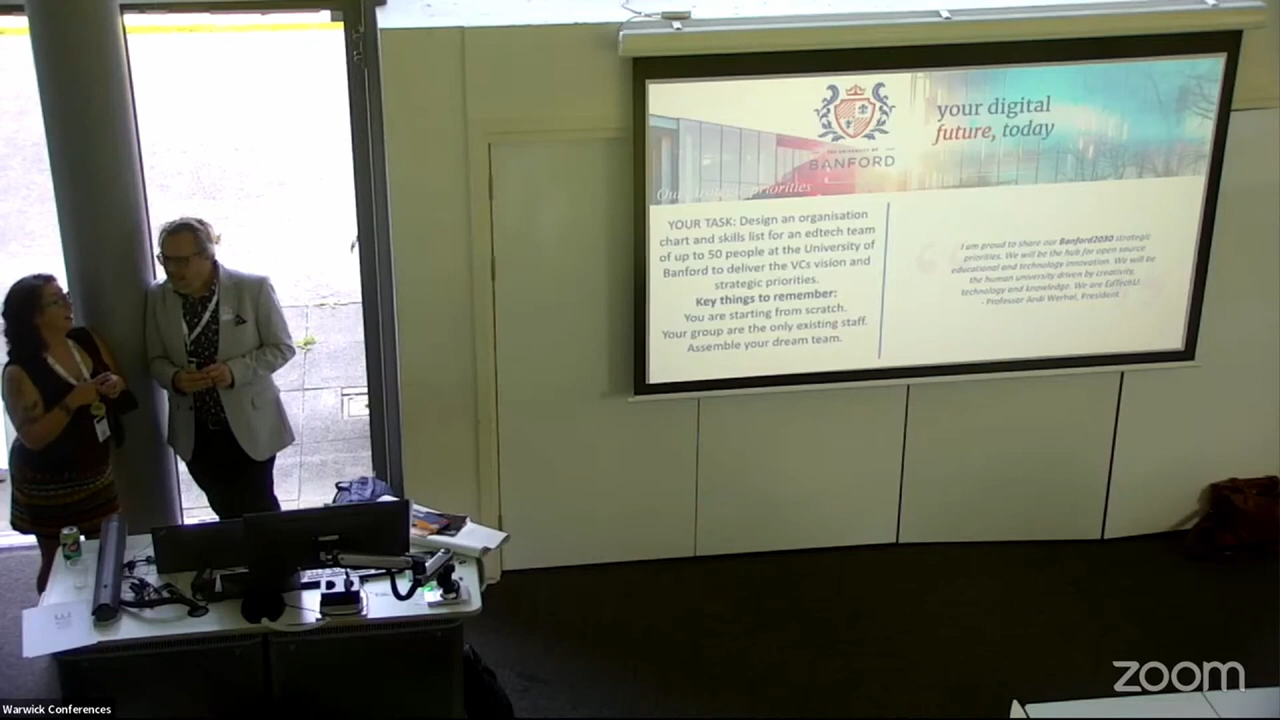 THE UNIVERSITY OF
BANFORD
your digital
future, today
Our strategic priorities
YOUR TASK: Design an organisation
chart and skills list for an edtech team
of up to 50 people at the University of
Banford to deliver the VCs vision and
strategic priorities.
Key things to remember:
You are starting from scratch.
Your group are the only existing staff.
Assemble your dream team.
I am proud to share our Banford2030 strategic
priorities. We will be the hub for open source
educational and technology innovation. We will be
the human university driven by creativity,
technology and knowledge. We are EdTechU.
- Professor Andi Werhol, President
zoom
Warwick Conferences